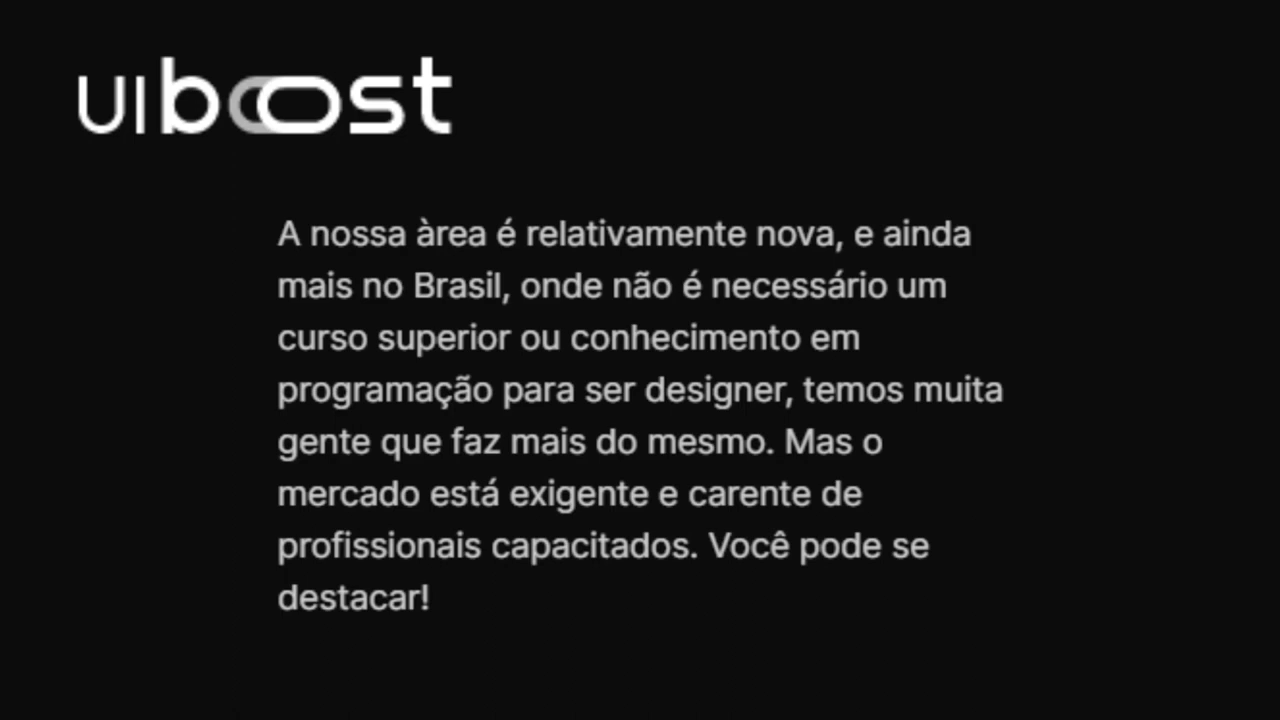 UIboost
A nossa àrea é relativamente nova, e ainda
mais no Brasil, onde não é necessário um
curso superior ou conhecimento em
programação para ser designer, temos muita
gente que faz mais do mesmo. Mas o
mercado está exigente e carente de
profissionais capacitados. Você pode se
destacar!